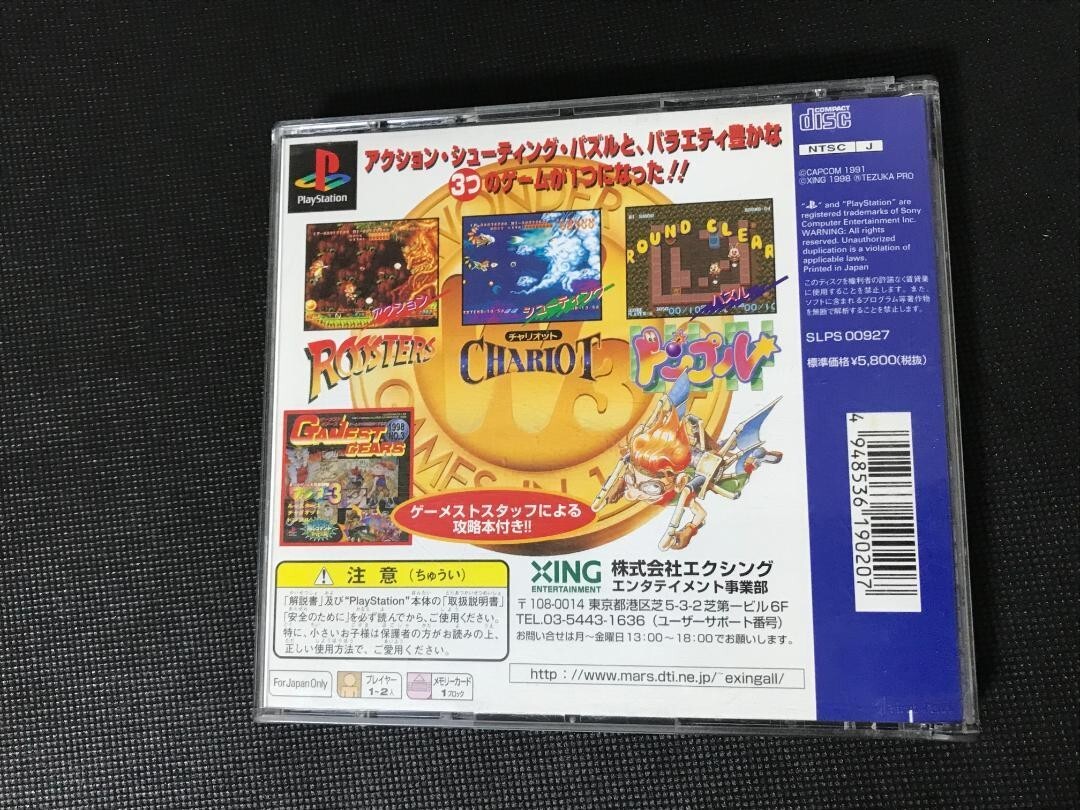 PlayStation
アクション・シューティング・パズルと、バラエティ豊かな
3つのゲームが1つになった!!
アクション
シューティング
ROUND CLEAR
パズル
ROOSTERS
チャリオット
CHARIOT
ドンプル
WONDER
W3
GAMES IN 1
GAMEST
GEARS
1998
NO.3
ゲーメストスタッフによる
攻略本付き!!
注意(ちゅうい)
「解説書」及び"PlayStation"本体の「取扱説明書」
「安全のために」を必ず読んでから、ご使用ください。
特に、小さいお子様は保護者の方がお読みの上、
正しい使用方法で、ご愛用ください。
For Japan Only
プレイヤー
1~2人
メモリーカード
1ブロック
XING
ENTERTAINMENT
株式会社エクシング
エンタテイメント事業部
〒108-0014 東京都港区芝5-3-2芝第一ビル6F
TEL.03-5443-1636(ユーザーサポート部)
お問い合せは月~金曜日13:00~18:00でお願いします。
http://www.mars.dti.ne.jp/~exingall/
COMPACT
disc
NTSC J
©CAPCOM 1991
©XING 1998 ®TEZUKA PRO
" " and "PlayStation" are
registered trademarks of Sony
Computer Entertainment Inc.
WARNING: All rights
reserved. Unauthorized
duplication is a violation of
applicable laws.
Printed in Japan
このディスクを権利者の許諾なく賃貸業
に使用することを禁止します。また、
ソフトに含まれるプログラム等著作物
を無断で解析することも禁止します。
SLPS 00927
標準価格¥5,800(税抜)
4 948536 190207